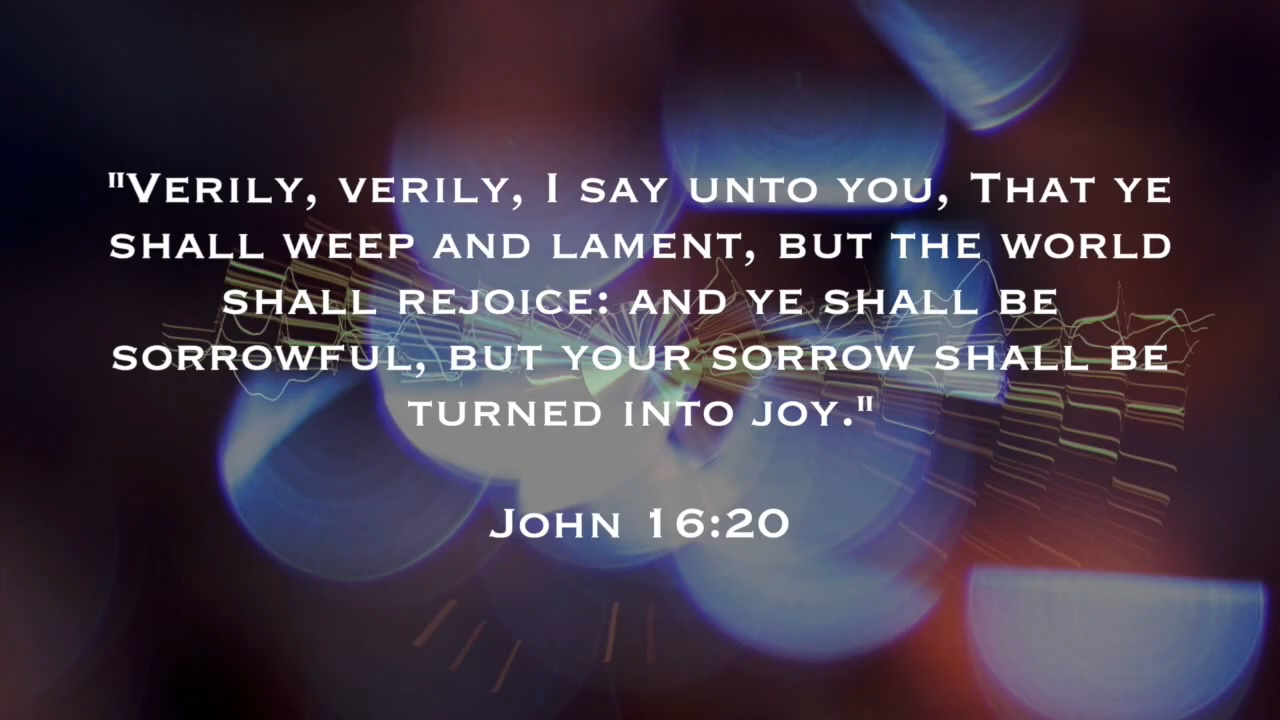 "Verily, verily, I say unto you, That ye
shall weep and lament, but the world
shall rejoice: and ye shall be
sorrowful, but your sorrow shall be
turned into joy."
John 16:20